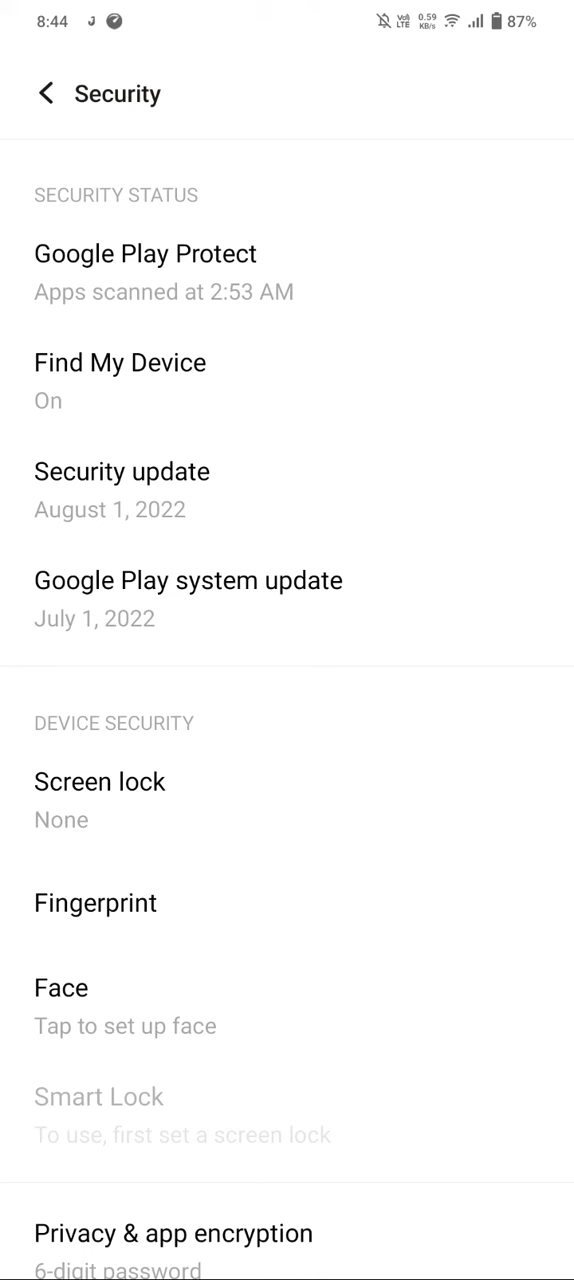 8:44 VoD LTE 0.59 KB/s 87%
Security
SECURITY STATUS
Google Play Protect
Apps scanned at 2:53 AM
Find My Device
On
Security update
August 1, 2022
Google Play system update
July 1, 2022
DEVICE SECURITY
Screen lock
None
Fingerprint
Face
Tap to set up face
Smart Lock
To use, first set a screen lock
Privacy & app encryption
6-digit password